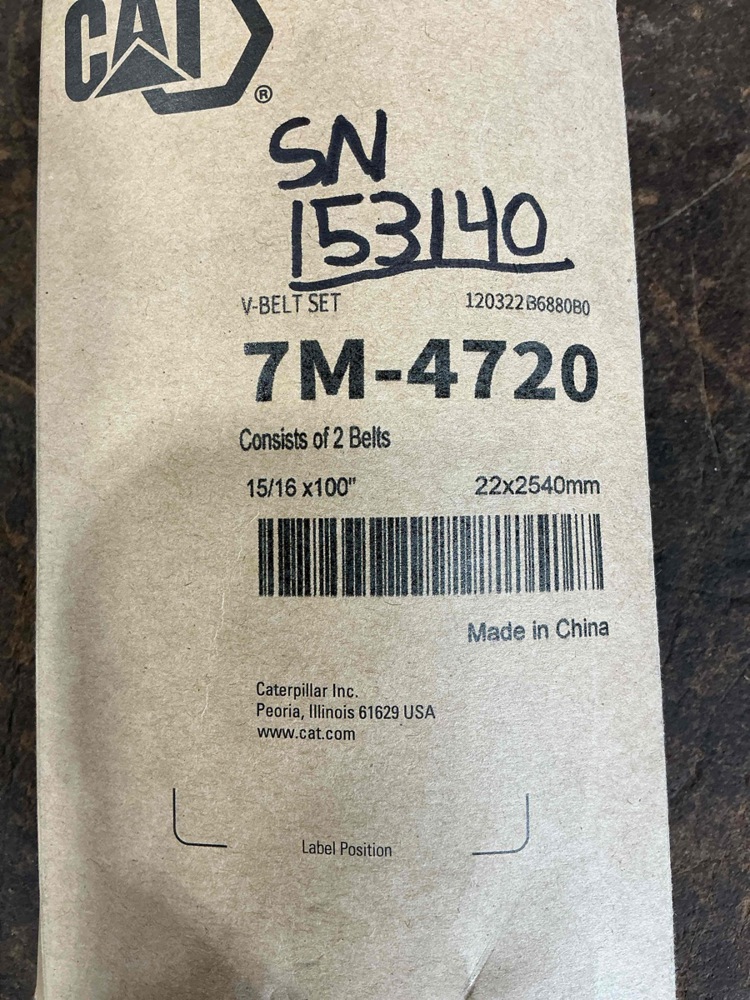 CAT®
SN
153140
V-BELT SET 120322B6880B0
7M-4720
Consists of 2 Belts
15/16 x100" 22x2540mm
Made in China
Caterpillar Inc.
Peoria, Illinois 61629 USA
www.cat.com
Label Position